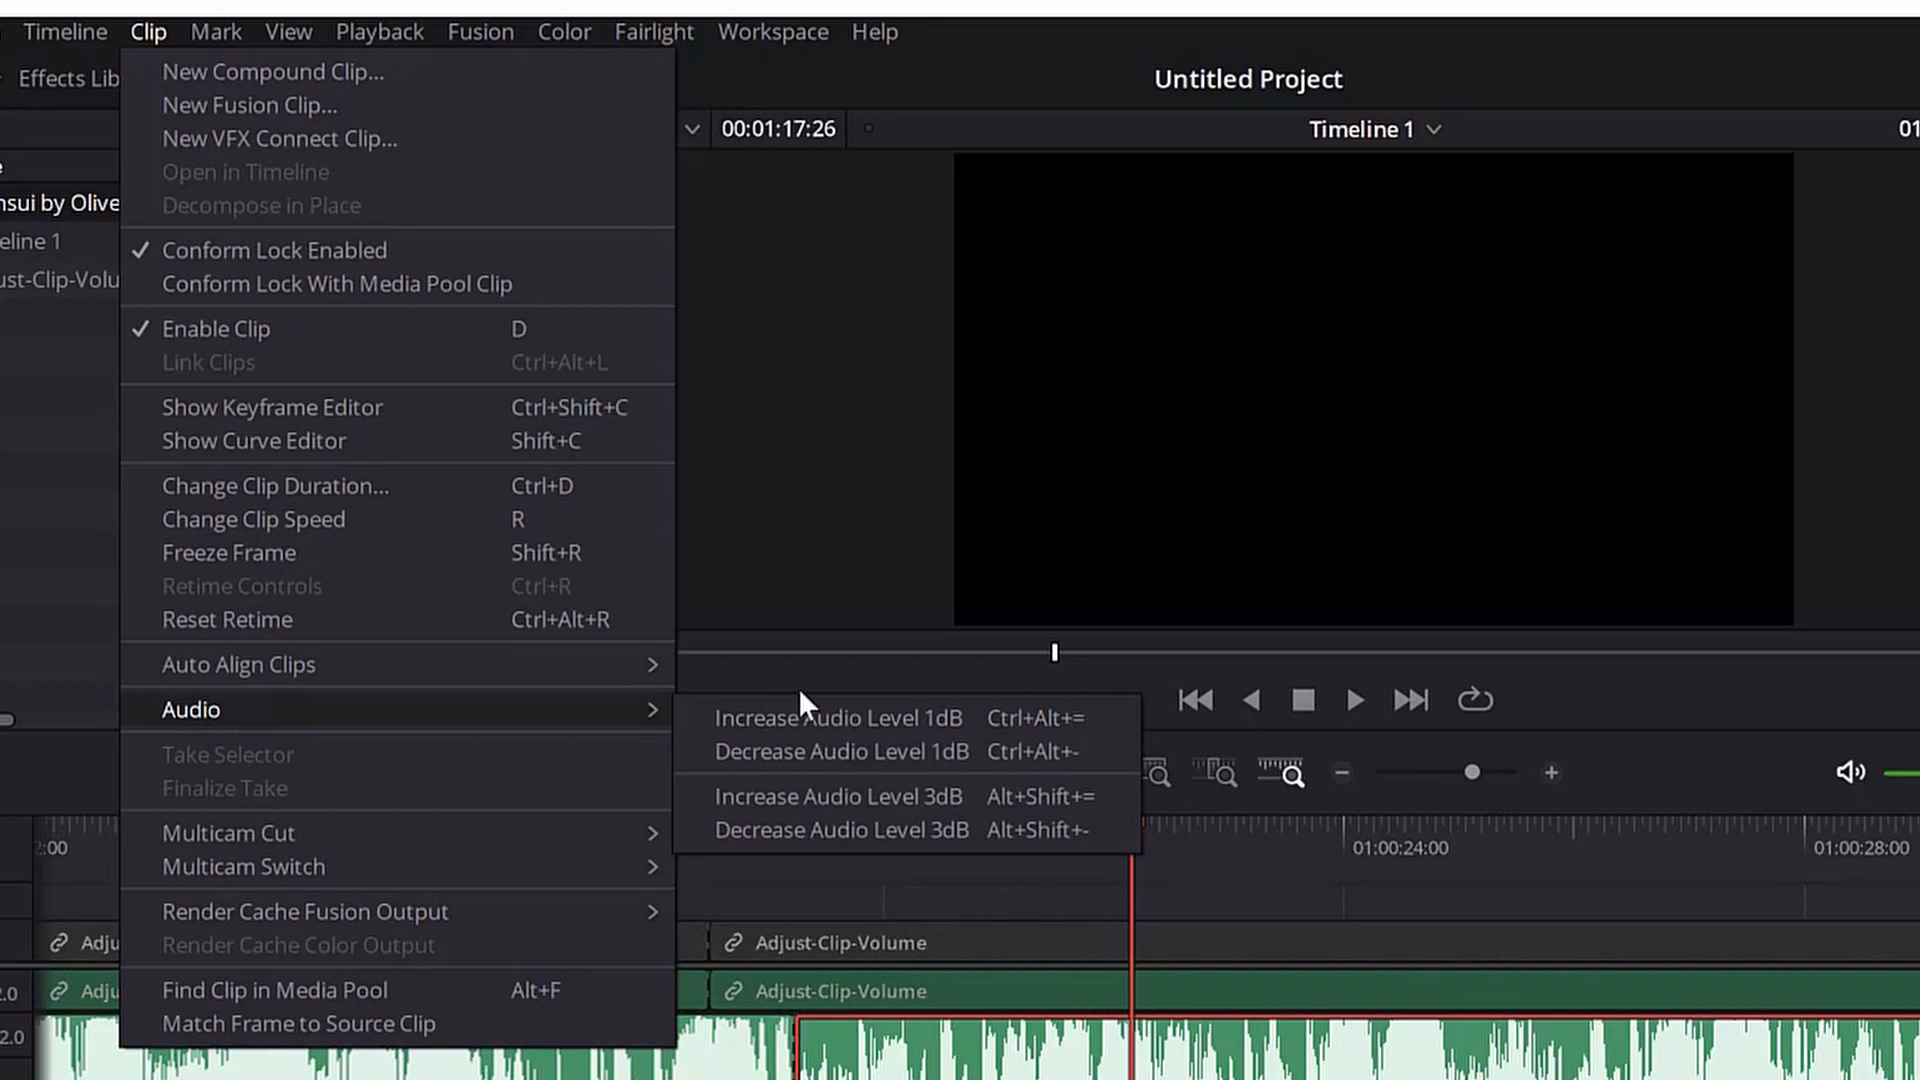 Timeline Clip Mark View Playback Fusion Color Fairlight Workspace Help
Effects Lib
Untitled Project
00:01:17:26
Timeline 1
01
nsui by Olive
eline 1
ust-Clip-Volu
New Compound Clip...
New Fusion Clip...
New VFX Connect Clip...
Open in Timeline
Decompose in Place
Conform Lock Enabled
Conform Lock With Media Pool Clip
Enable Clip D
Link Clips Ctrl+Alt+L
Show Keyframe Editor Ctrl+Shift+C
Show Curve Editor Shift+C
Change Clip Duration... Ctrl+D
Change Clip Speed R
Freeze Frame Shift+R
Retime Controls Ctrl+R
Reset Retime Ctrl+Alt+R
Auto Align Clips
Audio
Take Selector
Finalize Take
Multicam Cut
Multicam Switch
Render Cache Fusion Output
Render Cache Color Output
Find Clip in Media Pool Alt+F
Match Frame to Source Clip
Increase Audio Level 1dB Ctrl+Alt+=
Decrease Audio Level 1dB Ctrl+Alt+-
Increase Audio Level 3dB Alt+Shift+=
Decrease Audio Level 3dB Alt+Shift+-
2:00
01:00:24:00
01:00:28:00
Adju
Adjust-Clip-Volume
2.0
Adju
Adjust-Clip-Volume
2.0